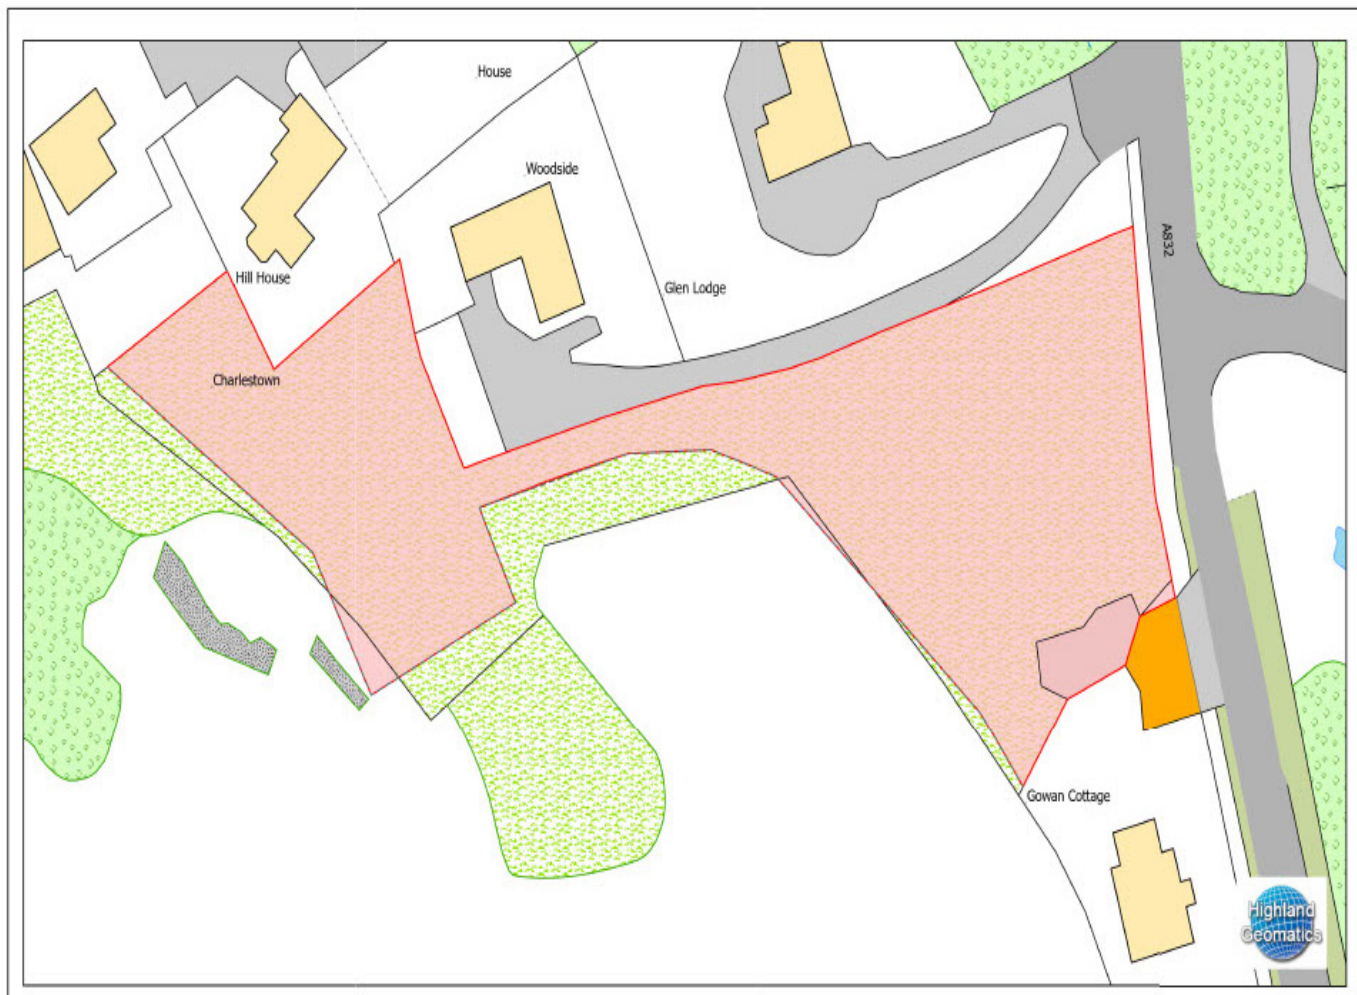 House
Woodside
A832
Hill House
Glen Lodge
Charlestown
Gowan Cottage
Highland
Geomatics